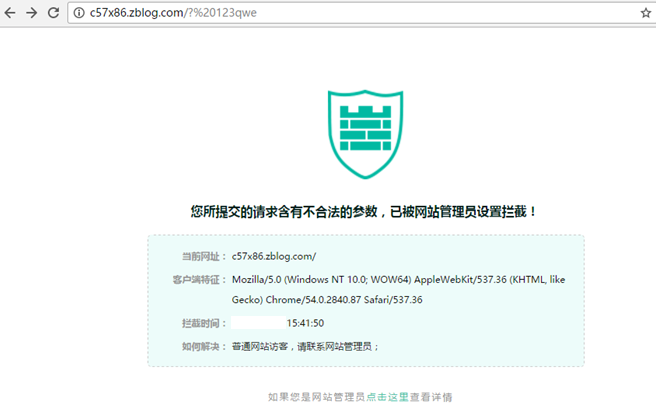 c57x86.zblog.com/?%20123qwe
您所提交的请求含有不合法的参数，已被网站管理员设置拦截！
当前网址： c57x86.zblog.com/
客户端特征： Mozilla/5.0 (Windows NT 10.0; WOW64) AppleWebKit/537.36 (KHTML, like
Gecko) Chrome/54.0.2840.87 Safari/537.36
拦截时间： 15:41:50
如何解决： 普通网站访客，请联系网站管理员；
如果您是网站管理员点击这里查看详情